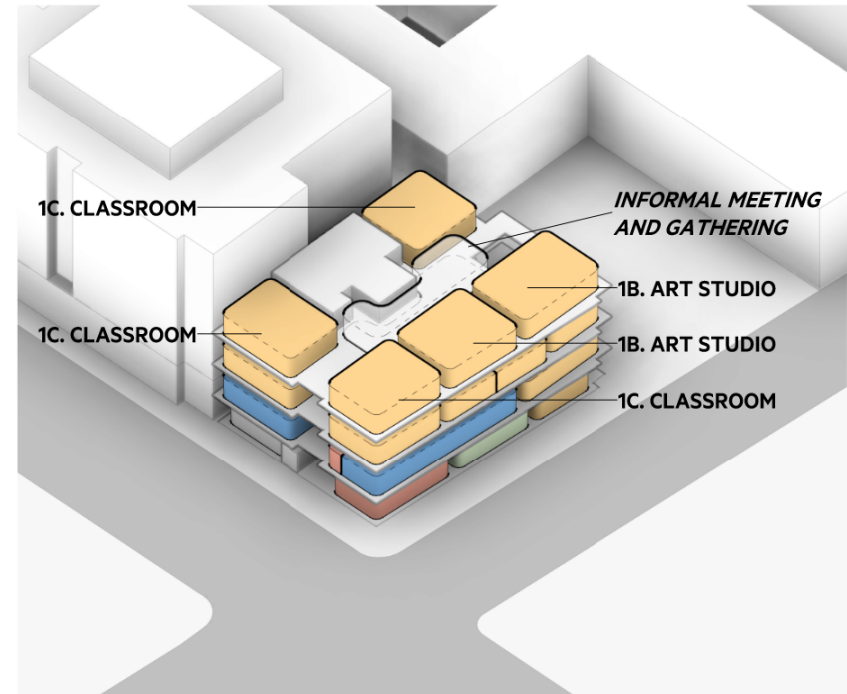 1C. CLASSROOM
INFORMAL MEETING
AND GATHERING
1B. ART STUDIO
1C. CLASSROOM
1B. ART STUDIO
1C. CLASSROOM